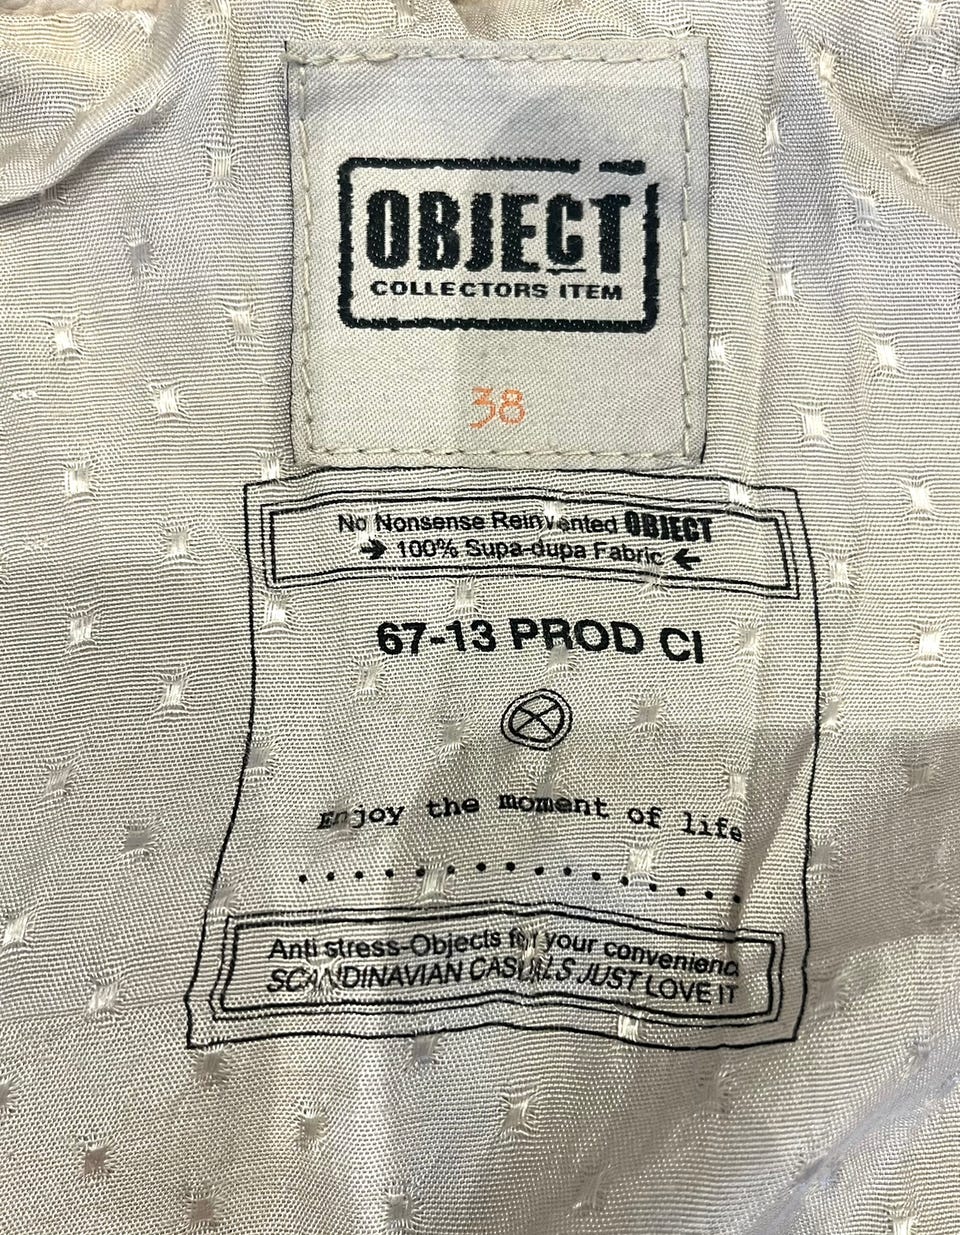 OBJECT
COLLECTORS ITEM
38
No Nonsense Reinvented OBJECT
→ 100% Supa-dupa Fabric ←
67-13 PROD CI
Enjoy the moment of life
................
Anti stress-Objects for your convenienc
SCANDINAVIAN CASUALS JUST LOVE IT